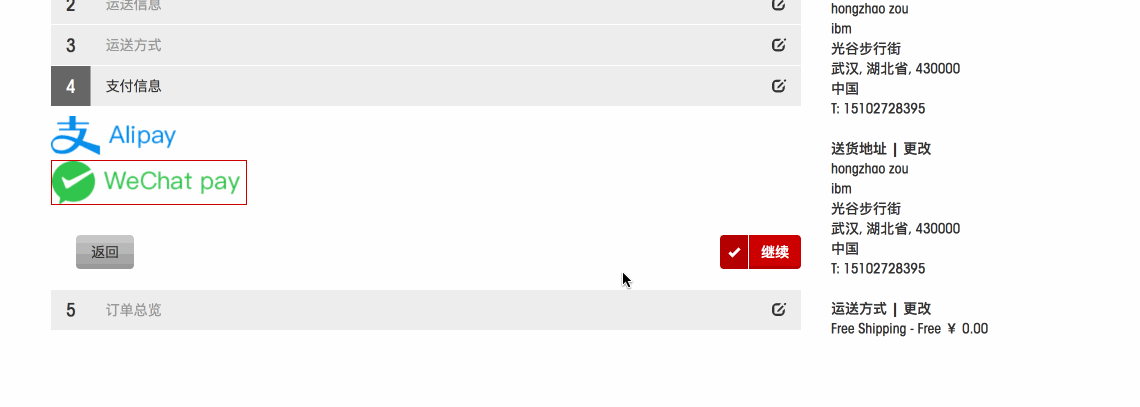 2 运送信息
3 运送方式
4 支付信息
支 Alipay
WeChat pay
返回
继续
5 订单总览
hongzhao zou
ibm
光谷步行街
武汉, 湖北省, 430000
中国
T: 15102728395
送货地址 | 更改
hongzhao zou
ibm
光谷步行街
武汉, 湖北省, 430000
中国
T: 15102728395
运送方式 | 更改
Free Shipping - Free ￥ 0.00